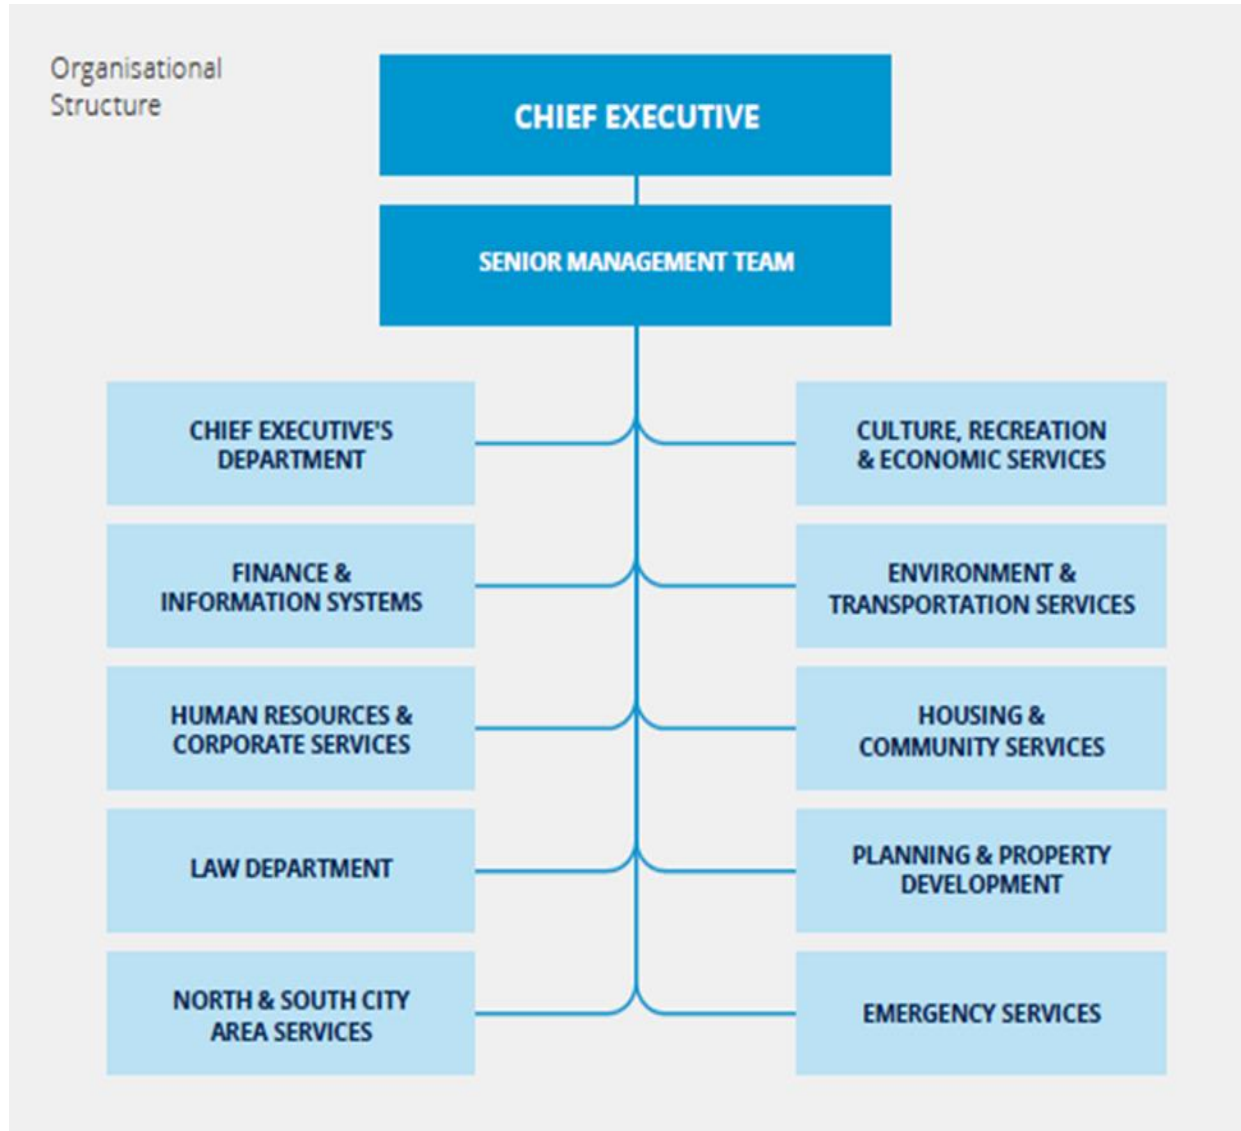 Organisational
Structure
CHIEF EXECUTIVE
SENIOR MANAGEMENT TEAM
CHIEF EXECUTIVE'S
DEPARTMENT
CULTURE, RECREATION
& ECONOMIC SERVICES
FINANCE &
INFORMATION SYSTEMS
ENVIRONMENT &
TRANSPORTATION SERVICES
HUMAN RESOURCES &
CORPORATE SERVICES
HOUSING &
COMMUNITY SERVICES
LAW DEPARTMENT
PLANNING & PROPERTY
DEVELOPMENT
NORTH & SOUTH CITY
AREA SERVICES
EMERGENCY SERVICES